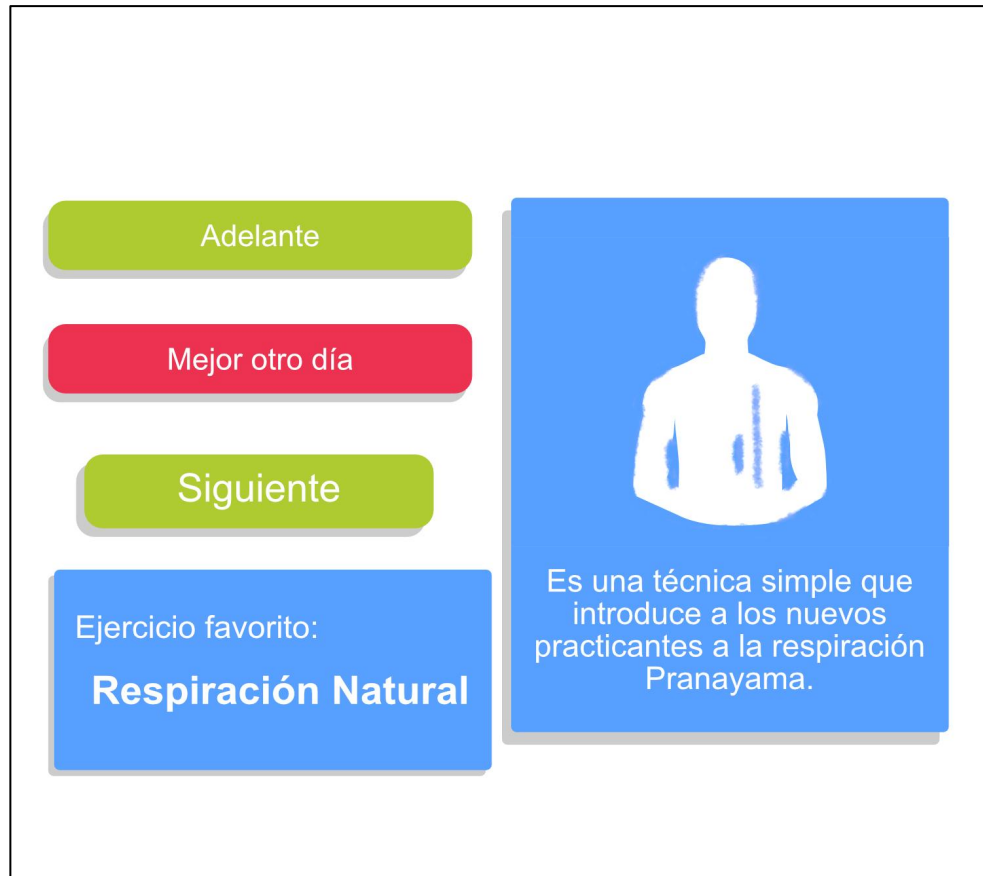 Adelante
Mejor otro día
Siguiente
Ejercicio favorito:
Respiración Natural
Es una técnica simple que
introduce a los nuevos
practicantes a la respiración
Pranayama.